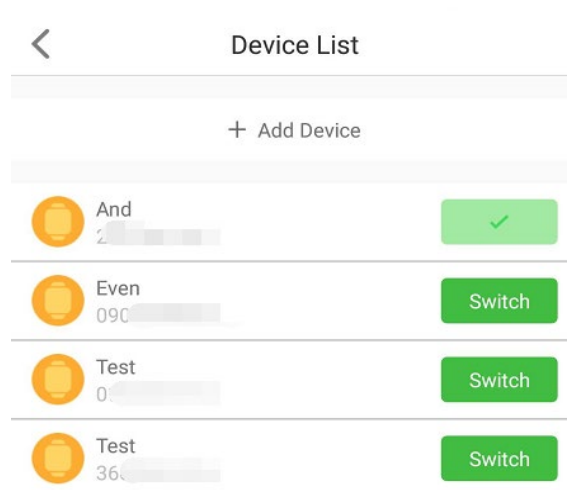 Device List
+ Add Device
And
2
Even
090
Switch
Test
0
Switch
Test
36
Switch